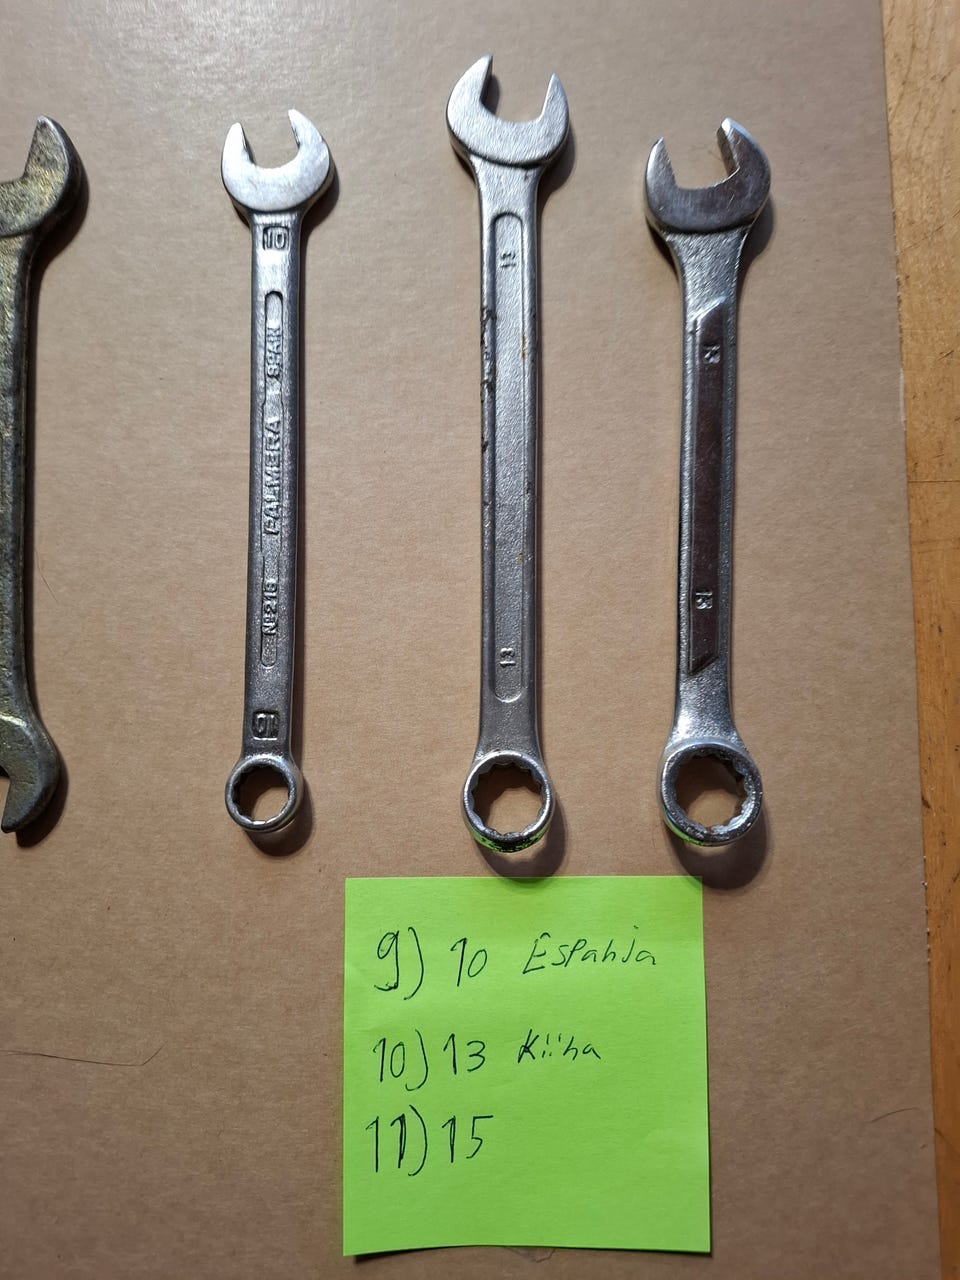 10
SPAIN
PALMERA
Nº218
10
13
13
13
13
9) 10 Espanja
10) 13 Kiina
11) 15